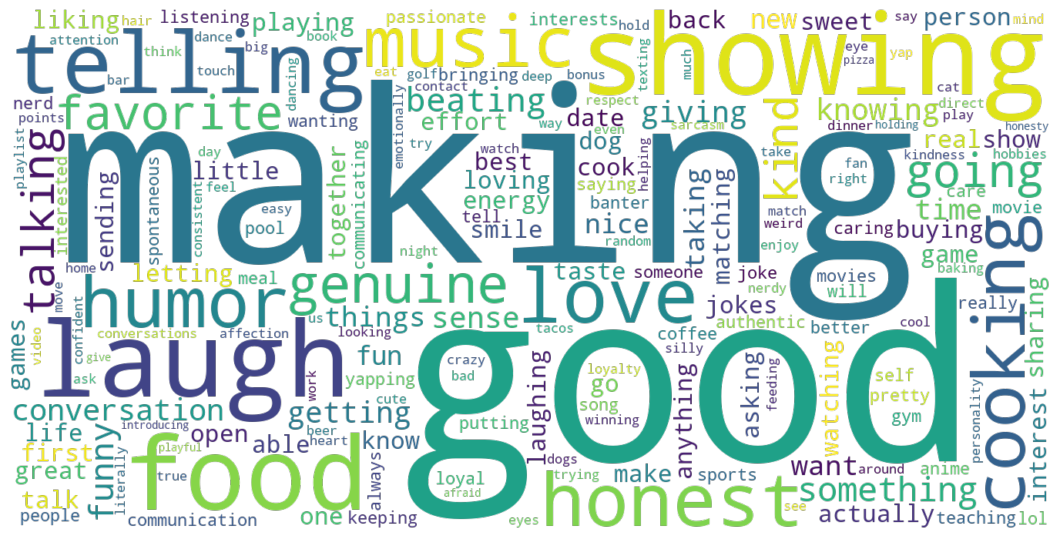 liking
hair
listening
playing
passionate
interests
hold
back
new
sweet
say
person
mind
attention
think
dance
big
book
music
showing
telling
bar
touch
dancing
eat
golf
bringing
deep
bonus
texting
much
eye
pizza
yap
cat
nerd
points
favorite
wanting
contact
beating
effort
respect
way
even
date
giving
sarcasm
kind
knowing
dinner
holding
direct
play
honesty
playlist
talking
interested
sending
spontaneous
day
feel
consistent
little
making
together
communicating
emotionally
try
watch
best
loving
energy
dog
cook
saying
helping
banter
taking
matching
take
fan
right
real
show
kindness
hobbies
going
care
time
movie
easy
pool
tell
smile
nice
random
match
weird
enjoy
caring
buying
game
baking
home
move
letting
meal
night
genuine
love
taste
someone
joke
nerdy
jokes
movies
will
cooking
really
sharing
humor
us
things
sense
tacos
coffee
authentic
better
cool
games
video
confident
conversations
affection
looking
laugh
give
ask
fun
crazy
bad
good
silly
loyalty
go
song
winning
laughing
anything
asking
feeding
watching
self
pretty
gym
personality
interest
conversation
introducing
work
yapping
cute
getting
putting
life
first
great
funny
literally
open
able
beer
heart
know
playful
food
true
always
loyal
afraid
dogs
trying
make
sports
want
around
anime
talk
people
communication
one
keeping
eyes
honest
see
something
actually
teaching
lol